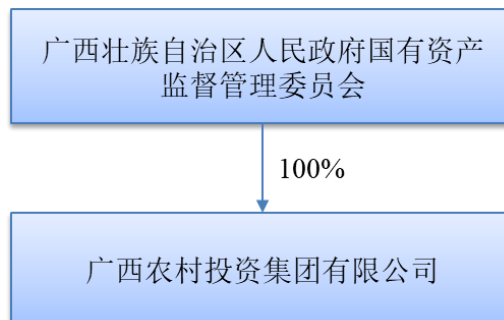 广西壮族自治区人民政府国有资产
监督管理委员会
100%
广西农村投资集团有限公司